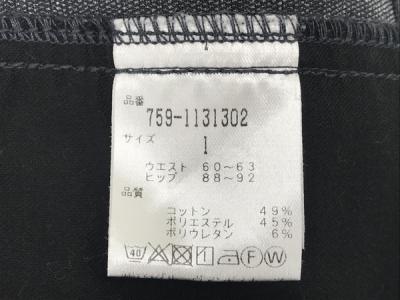 品番
759-1131302
サイズ
1
ウエスト 60～63
ヒップ 88～92
品質
コットン 49%
ポリエステル 45%
ポリウレタン 6%
40 1 F W